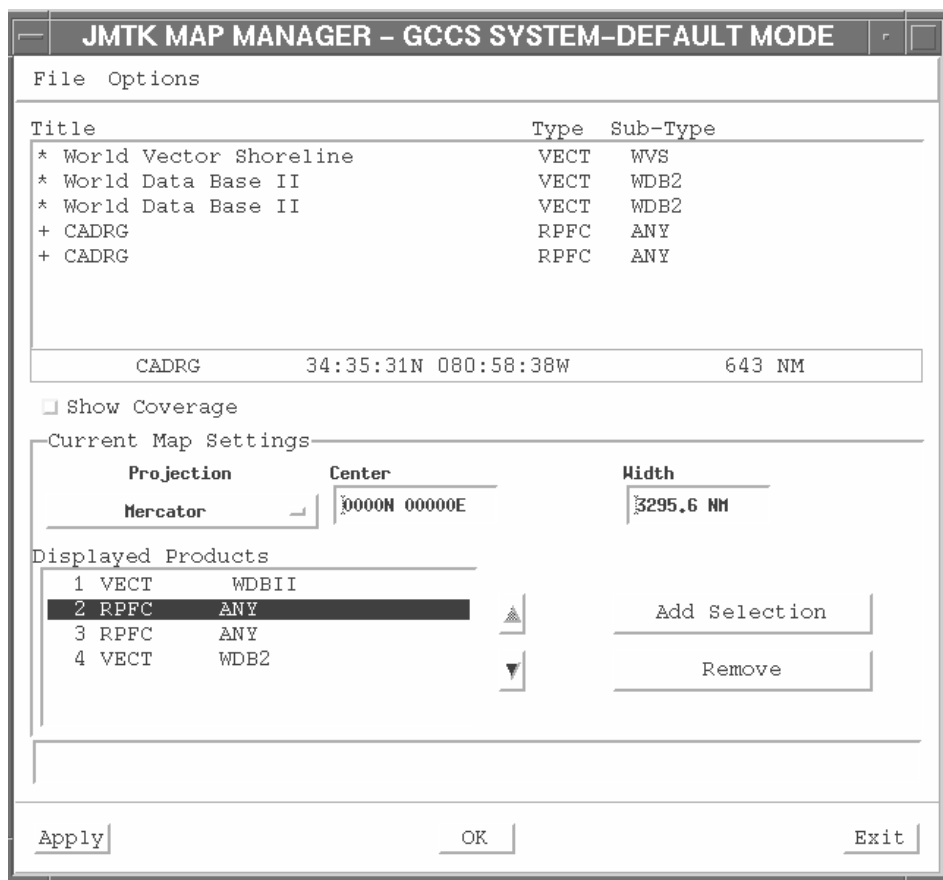 JMTK MAP MANAGER – GCCS SYSTEM–DEFAULT MODE
File Options
Title Type Sub-Type
* World Vector Shoreline VECT WVS
* World Data Base II VECT WDB2
* World Data Base II VECT WDB2
+ CADRG RPFC ANY
+ CADRG RPFC ANY
CADRG 34:35:31N 080:58:38W 643 NM
Show Coverage
Current Map Settings
Projection Center Width
Mercator 0000N 00000E 3295.6 NM
Displayed Products
1 VECT WDBII
2 RPFC ANY
3 RPFC ANY
4 VECT WDB2
Add Selection
Remove
Apply OK Exit